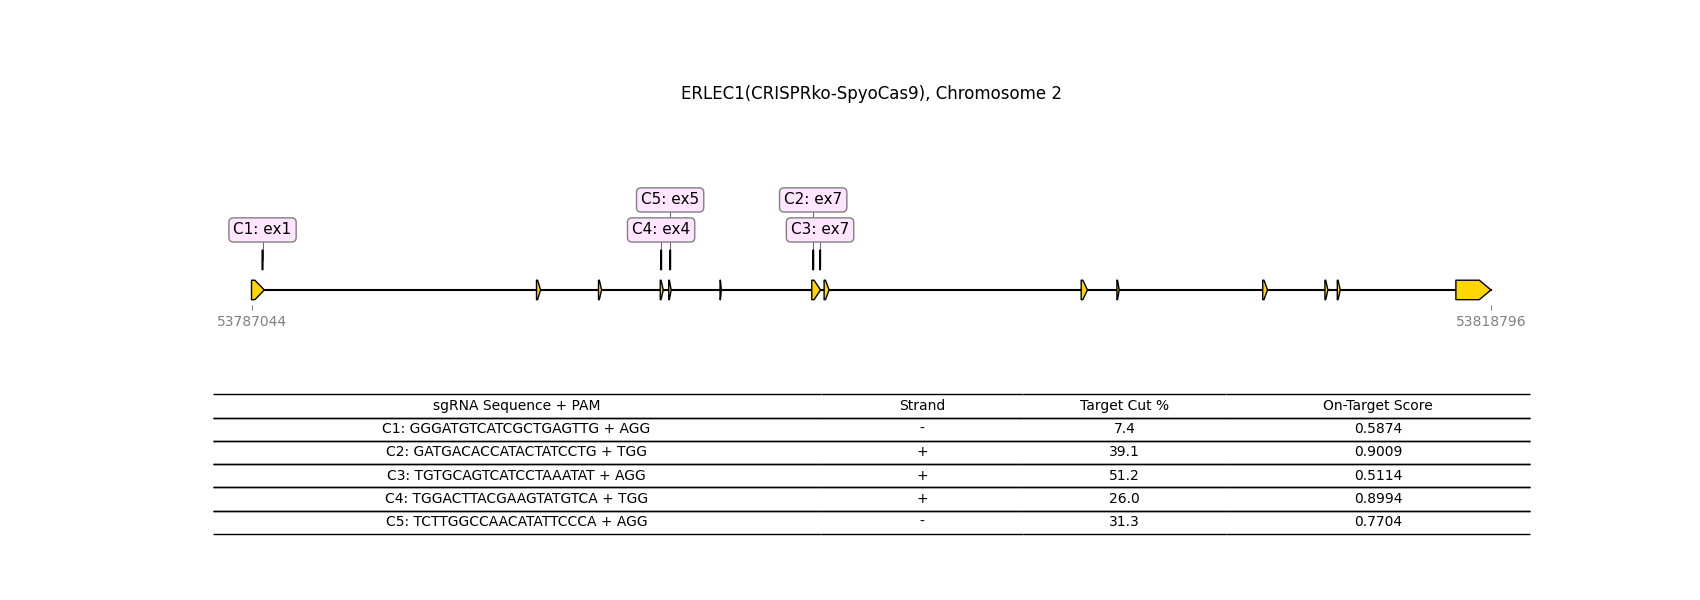 ERLEC1(CRISPRko-SpyoCas9), Chromosome 2
C5: ex5
C2: ex7
C1: ex1
C4: ex4
C3: ex7
53787044
53818796
sgRNA Sequence + PAM Strand Target Cut % On-Target Score
C1: GGGATGTCATCGCTGAGTTG + AGG - 7.4 0.5874
C2: GATGACACCATACTATCCTG + TGG + 39.1 0.9009
C3: TGTGCAGTCATCCTAAATAT + AGG + 51.2 0.5114
C4: TGGACTTACGAAGTATGTCA + TGG + 26.0 0.8994
C5: TCTTGGCCAACATATTCCCA + AGG - 31.3 0.7704